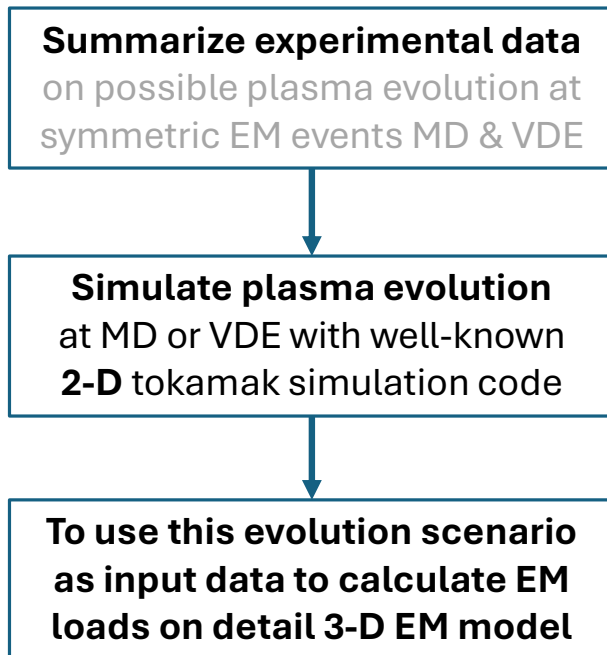 Summarize experimental data
on possible plasma evolution at
symmetric EM events MD & VDE
Simulate plasma evolution
at MD or VDE with well-known
2-D tokamak simulation code
To use this evolution scenario
as input data to calculate EM
loads on detail 3-D EM model